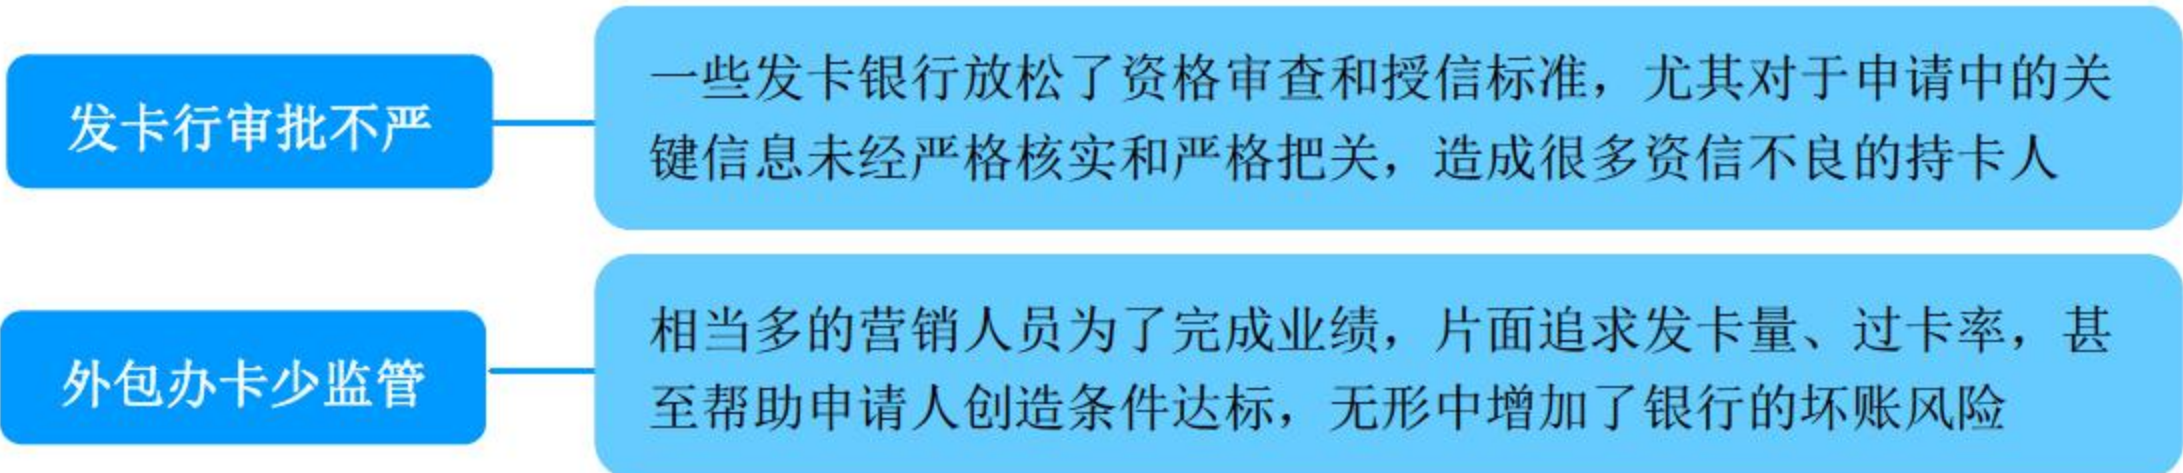 发卡行审批不严
一些发卡银行放松了资格审查和授信标准，尤其对于申请中的关
键信息未经严格核实和严格把关，造成很多资信不良的持卡人
外包办卡少监管
相当多的营销人员为了完成业绩，片面追求发卡量、过卡率，甚
至帮助申请人创造条件达标，无形中增加了银行的坏账风险